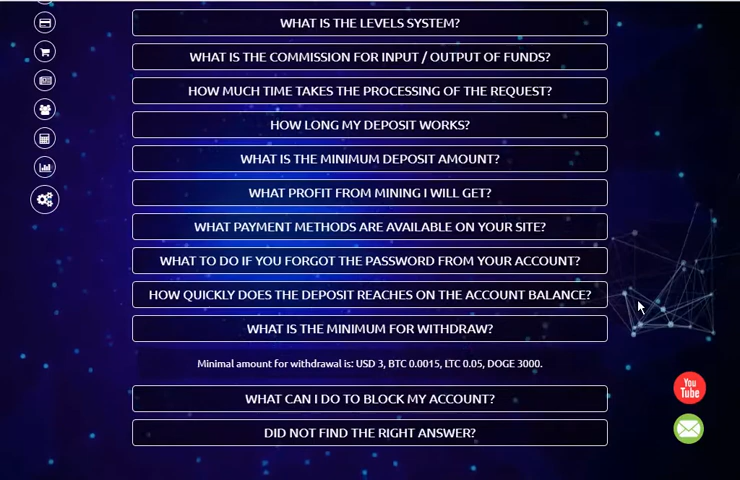 WHAT IS THE LEVELS SYSTEM?
WHAT IS THE COMMISSION FOR INPUT / OUTPUT OF FUNDS?
HOW MUCH TIME TAKES THE PROCESSING OF THE REQUEST?
HOW LONG MY DEPOSIT WORKS?
WHAT IS THE MINIMUM DEPOSIT AMOUNT?
WHAT PROFIT FROM MINING I WILL GET?
WHAT PAYMENT METHODS ARE AVAILABLE ON YOUR SITE?
WHAT TO DO IF YOU FORGOT THE PASSWORD FROM YOUR ACCOUNT?
HOW QUICKLY DOES THE DEPOSIT REACHES ON THE ACCOUNT BALANCE?
WHAT IS THE MINIMUM FOR WITHDRAW?
Minimal amount for withdrawal is: USD 3, BTC 0.0015, LTC 0.05, DOGE 3000.
You
Tube
WHAT CAN I DO TO BLOCK MY ACCOUNT?
DID NOT FIND THE RIGHT ANSWER?